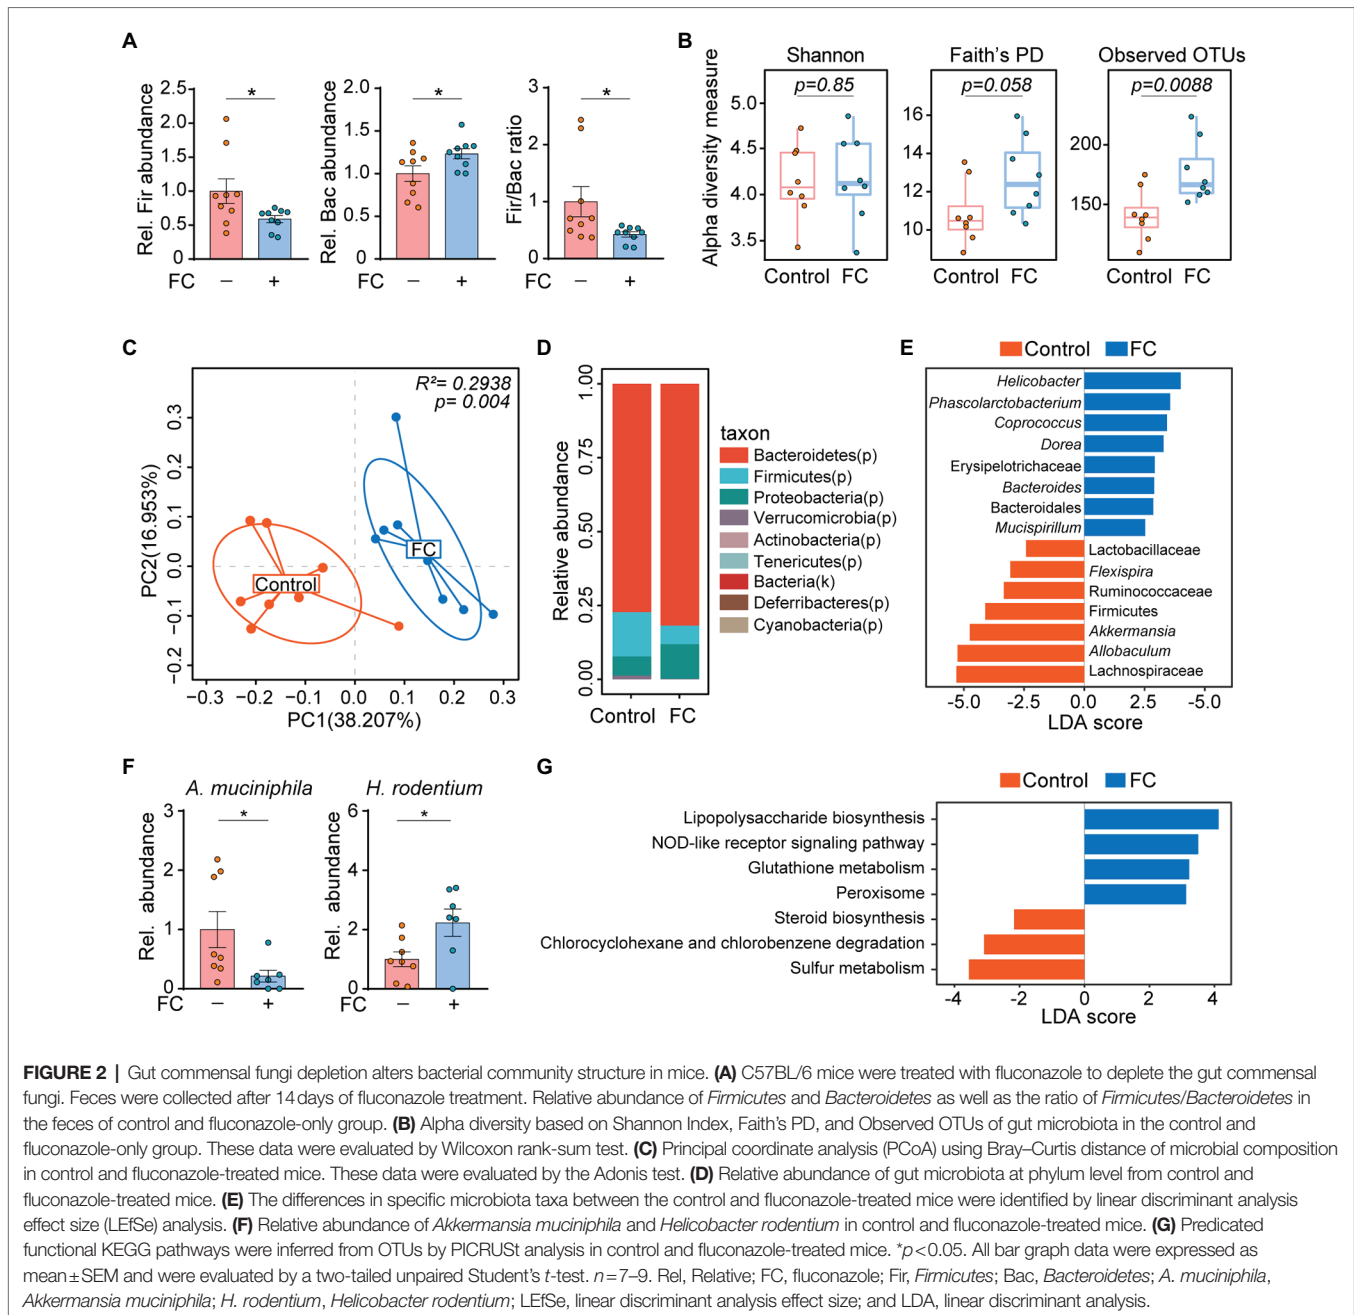 A
Rel. Fir abundance
2.5
2.0
1.5
1.0
0.5
0
*
Rel. Bac abundance
2.0
1.5
1.0
0.5
0
*
Fir/Bac ratio
3
2
1
0
*
FC – +
– +
– +
B
Alpha diversity measure
Shannon
p=0.85
5.0
4.5
4.0
3.5
Control FC
Faith's PD
p=0.058
16
14
12
10
Control FC
Observed OTUs
p=0.0088
200
150
Control FC
C
R²= 0.2938
p= 0.004
PC2(16.953%)
0.3
0.2
0.1
0.0
−0.1
−0.2
Control
FC
−0.3 −0.2 −0.1 0.0 0.1 0.2 0.3
PC1(38.207%)
D
Relative abundance
1.00
0.75
0.50
0.25
0.00
Control FC
taxon
Bacteroidetes(p)
Firmicutes(p)
Proteobacteria(p)
Verrucomicrobia(p)
Actinobacteria(p)
Tenericutes(p)
Bacteria(k)
Deferribacteres(p)
Cyanobacteria(p)
E
Control FC
Helicobacter
Phascolarctobacterium
Coprococcus
Dorea
Erysipelotrichaceae
Bacteroides
Bacteroidales
Mucispirillum
Lactobacillaceae
Flexispira
Ruminococcaceae
Firmicutes
Akkermansia
Allobaculum
Lachnospiraceae
-5.0 -2.5 0 2.5 -5.0
LDA score
F
A. muciniphila
Rel. abundance
3
2
1
0
*
FC – +
H. rodentium
Rel. abundance
6
4
2
0
*
FC – +
G
Control FC
Lipopolysaccharide biosynthesis
NOD-like receptor signaling pathway
Glutathione metabolism
Peroxisome
Steroid biosynthesis
Chlorocyclohexane and chlorobenzene degradation
Sulfur metabolism
-4 -2 0 2 4
LDA score
FIGURE 2 | Gut commensal fungi depletion alters bacterial community structure in mice. (A) C57BL/6 mice were treated with fluconazole to deplete the gut commensal
fungi. Feces were collected after 14 days of fluconazole treatment. Relative abundance of Firmicutes and Bacteroidetes as well as the ratio of Firmicutes/Bacteroidetes in
the feces of control and fluconazole-only group. (B) Alpha diversity based on Shannon Index, Faith's PD, and Observed OTUs of gut microbiota in the control and
fluconazole-only group. These data were evaluated by Wilcoxon rank-sum test. (C) Principal coordinate analysis (PCoA) using Bray–Curtis distance of microbial composition
in control and fluconazole-treated mice. These data were evaluated by the Adonis test. (D) Relative abundance of gut microbiota at phylum level from control and
fluconazole-treated mice. (E) The differences in specific microbiota taxa between the control and fluconazole-treated mice were identified by linear discriminant analysis
effect size (LEfSe) analysis. (F) Relative abundance of Akkermansia muciniphila and Helicobacter rodentium in control and fluconazole-treated mice. (G) Predicated
functional KEGG pathways were inferred from OTUs by PICRUSt analysis in control and fluconazole-treated mice. *p<0.05. All bar graph data were expressed as
mean±SEM and were evaluated by a two-tailed unpaired Student's t-test. n=7–9. Rel, Relative; FC, fluconazole; Fir, Firmicutes; Bac, Bacteroidetes; A. muciniphila,
Akkermansia muciniphila; H. rodentium, Helicobacter rodentium; LEfSe, linear discriminant analysis effect size; and LDA, linear discriminant analysis.